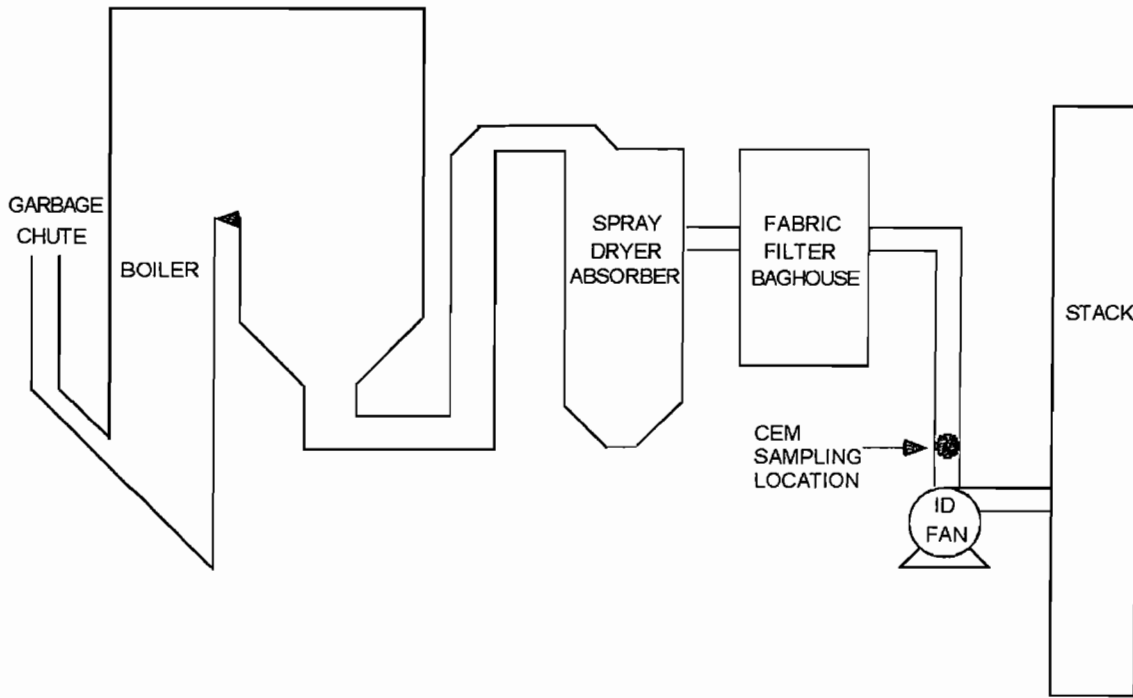 GARBAGE
CHUTE
BOILER
SPRAY
DRYER
ABSORBER
FABRIC
FILTER
BAGHOUSE
CEM
SAMPLING
LOCATION
ID
FAN
STACK